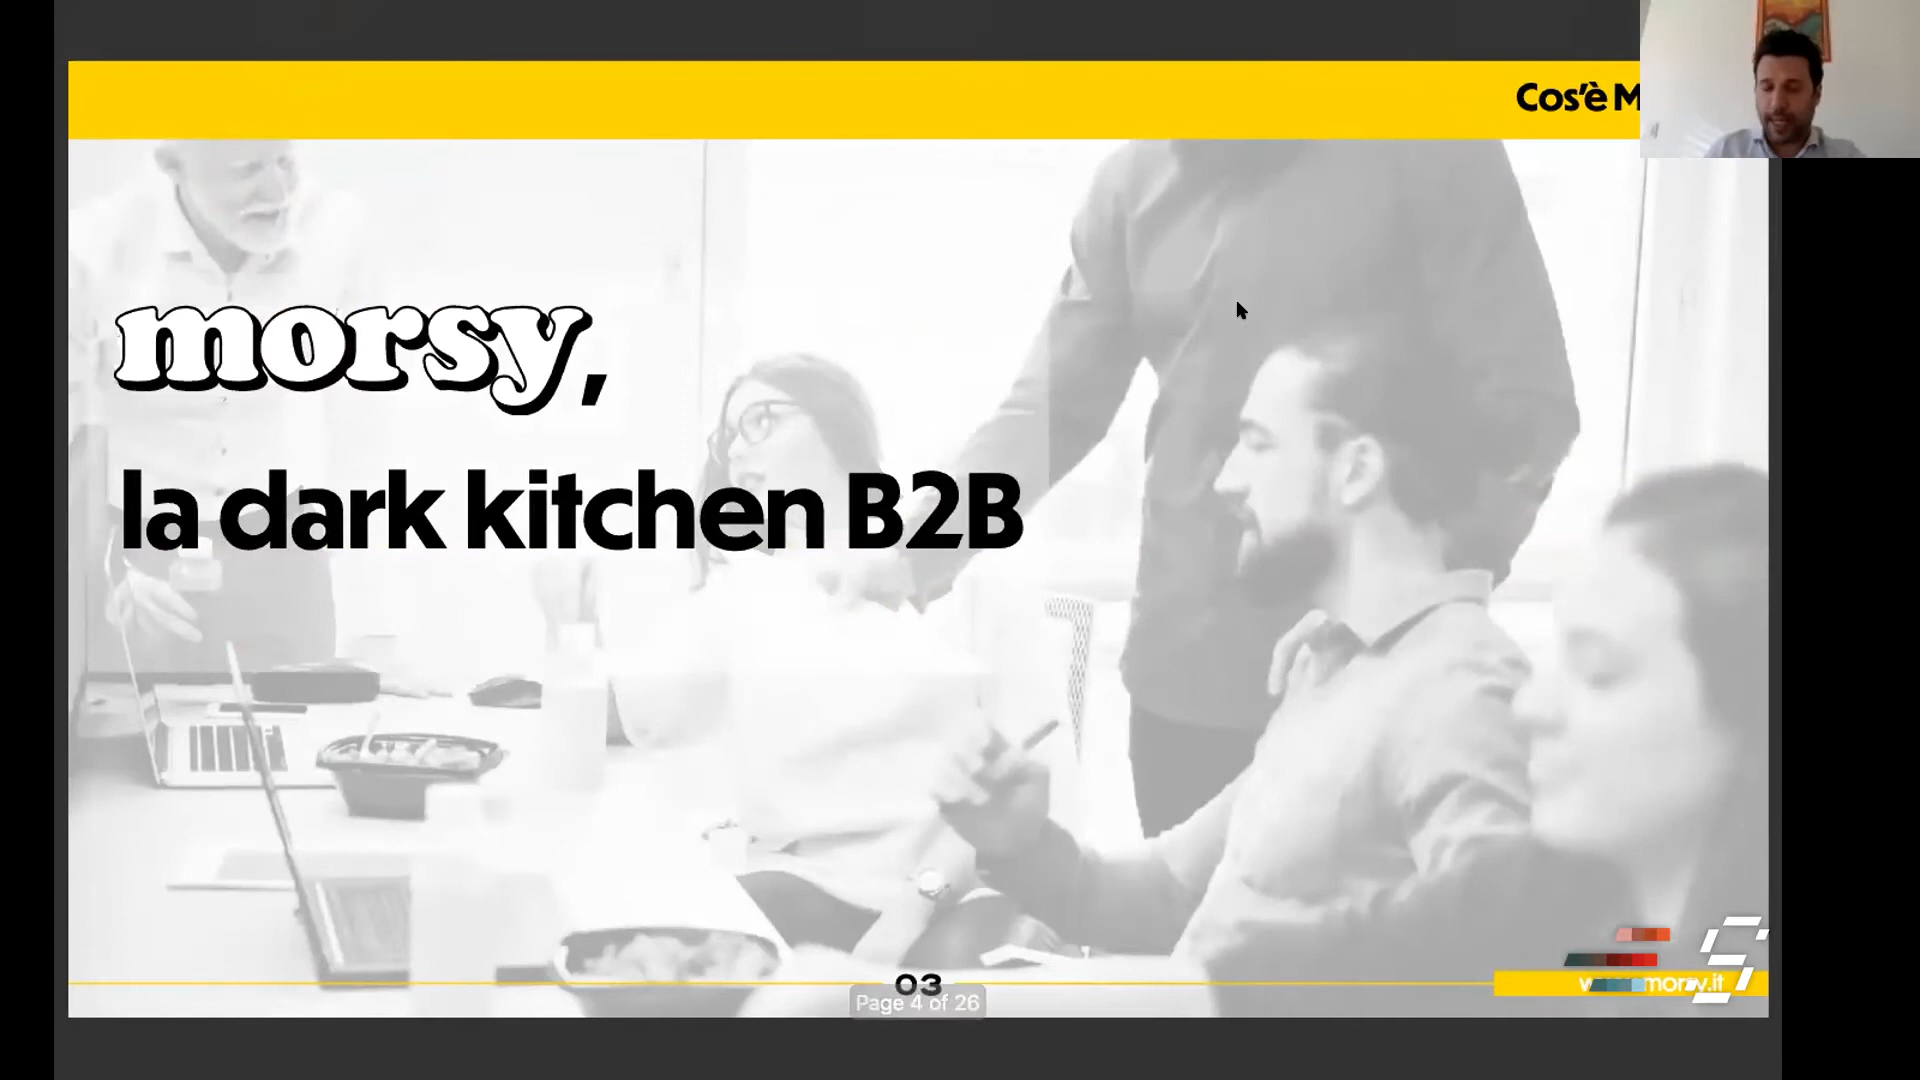 Cos'è M
morsy,
la dark kitchen B2B
03
Page 4 of 26